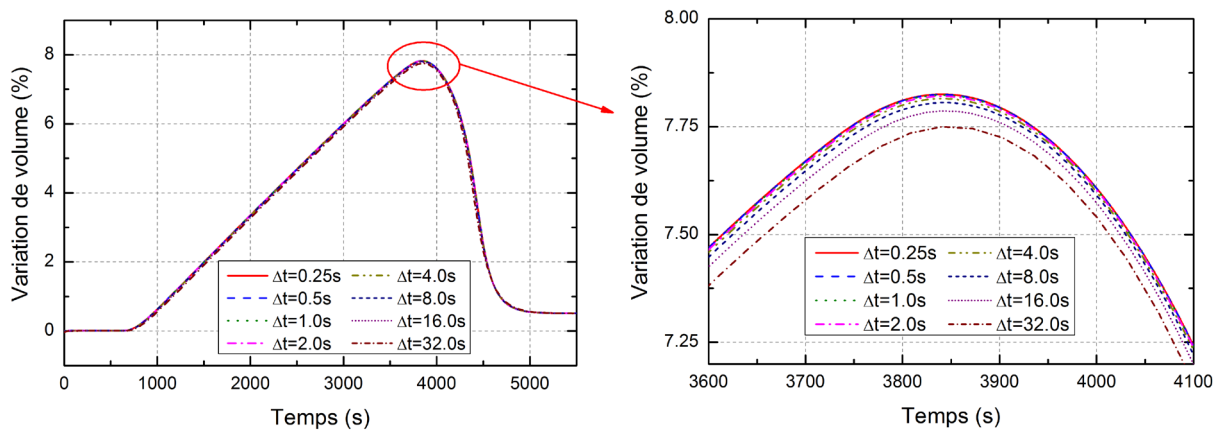 8
6
4
2
0
Variation de volume (%)
0 1000 2000 3000 4000 5000
Temps (s)
Δt=0.25s Δt=4.0s
Δt=0.5s Δt=8.0s
Δt=1.0s Δt=16.0s
Δt=2.0s Δt=32.0s
8.00
7.75
7.50
7.25
Variation de volume (%)
3600 3700 3800 3900 4000 4100
Temps (s)
Δt=0.25s Δt=4.0s
Δt=0.5s Δt=8.0s
Δt=1.0s Δt=16.0s
Δt=2.0s Δt=32.0s